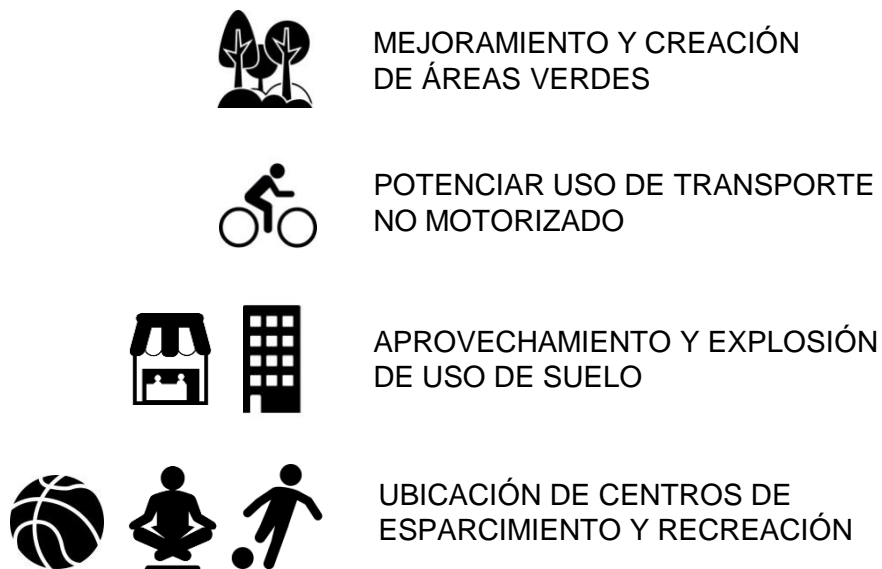 MEJORAMIENTO Y CREACIÓN
DE ÁREAS VERDES
POTENCIAR USO DE TRANSPORTE
NO MOTORIZADO
APROVECHAMIENTO Y EXPLOSIÓN
DE USO DE SUELO
UBICACIÓN DE CENTROS DE
ESPARCIMIENTO Y RECREACIÓN